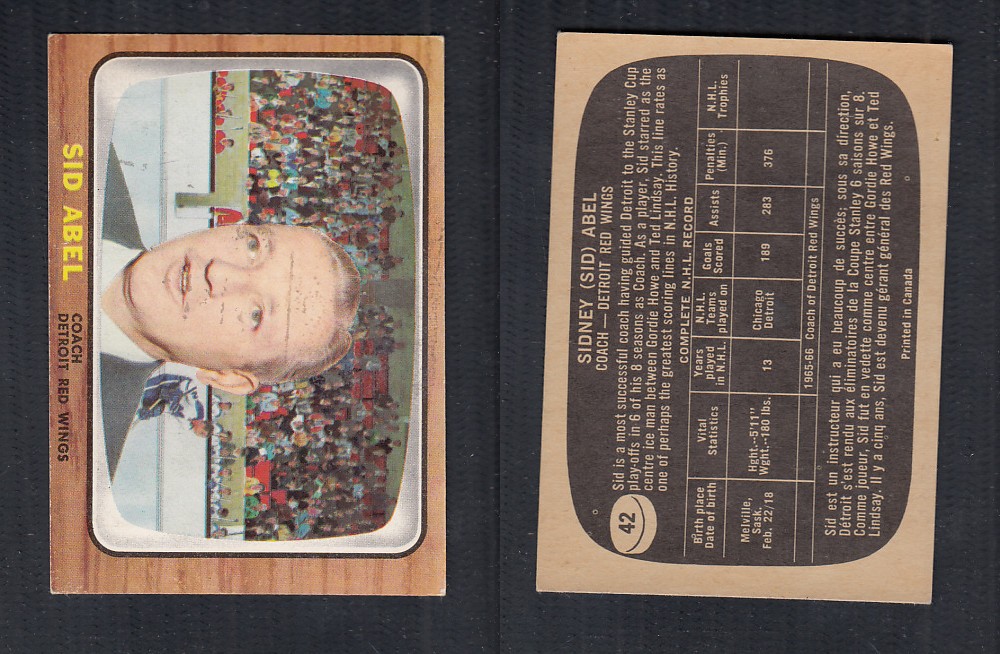 SID ABEL
COACH
DETROIT RED WINGS
42
SIDNEY (SID) ABEL
COACH — DETROIT RED WINGS
Sid is a most successful coach having guided Detroit to the Stanley Cup
play-offs in 6 of his 8 seasons as Coach. As a player, Sid starred as the
centre ice man between Gordie Howe and Ted Lindsay. This line rates as
one of perhaps the greatest scoring lines in N.H.L. History.
COMPLETE N.H.L. RECORD
Birth place
Date of birth
Vital
Statistics
Years
played
in N.H.L.
N.H.L.
Teams
played on
Goals
Scored
Assists
Penalties
(Min.)
N.H.L.
Trophies
Melville,
Sask.
Feb. 22/18
Hght.-5'11"
Wght.-180 lbs.
13
Chicago
Detroit
189
283
376
1965-66 Coach of Detroit Red Wings
Sid est un instructeur qui a eu beaucoup de succès; sous sa direction,
Détroit s'est rendu aux éliminatoires de la Coupe Stanley 6 saisons sur 8.
Comme joueur, Sid fut en vedette comme centre entre Gordie Howe et Ted
Lindsay. Il y a cinq ans, Sid est devenu gérant général des Red Wings.
Printed in Canada